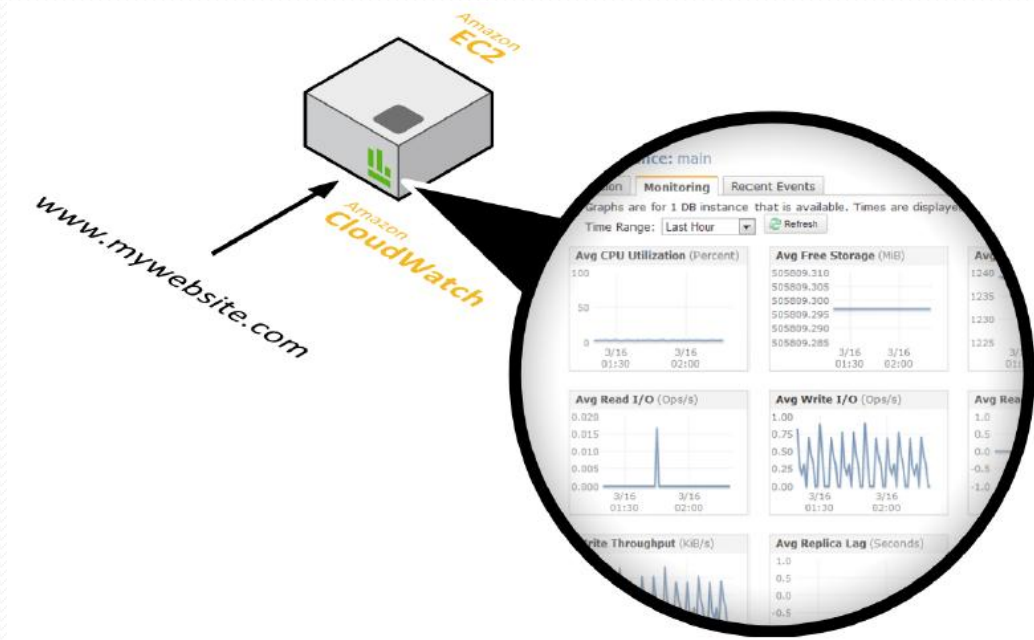 Amazon
EC2
Amazon
CloudWatch
www.mywebsite.com
main
Monitoring
Recent Events
Graphs are for 1 DB instance that is available. Times are
Time Range: Last Hour
Refresh
Avg CPU Utilization (Percent)
100
50
0
3/16
01:30
3/16
02:00
Avg Free Storage (MiB)
505809.310
505809.305
505809.300
505809.295
505809.290
505809.285
3/16
01:30
3/16
02:00
1240
1235
1230
1225
Avg Read I/O (Ops/s)
0.020
0.015
0.010
0.005
0.000
3/16
01:30
3/16
02:00
Avg Write I/O (Ops/s)
1.00
0.75
0.50
0.25
0.00
3/16
01:30
3/16
02:00
Avg
1.0
0.5
0.0
-0.5
-1.0
Throughput (KiB/s)
Avg Replica Lag (Seconds)
1.0
0.5
0.0
-0.5